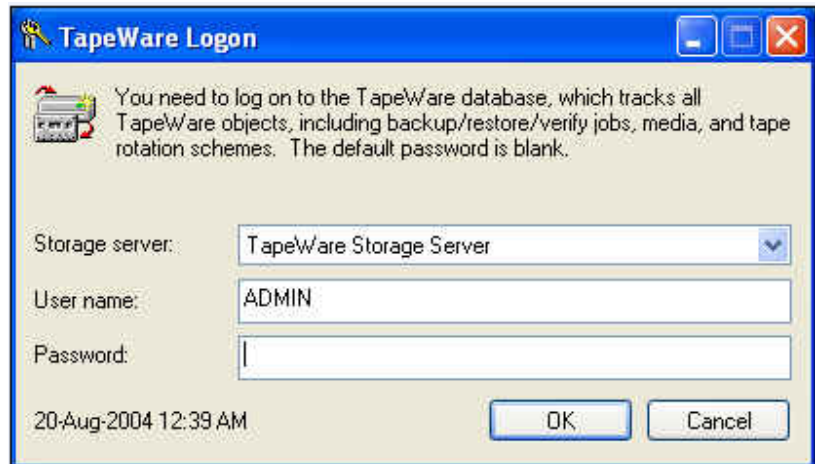 TapeWare Logon
You need to log on to the TapeWare database, which tracks all
TapeWare objects, including backup/restore/verify jobs, media, and tape
rotation schemes. The default password is blank.
Storage server:
TapeWare Storage Server
User name:
ADMIN
Password:
20-Aug-2004 12:39 AM
OK
Cancel